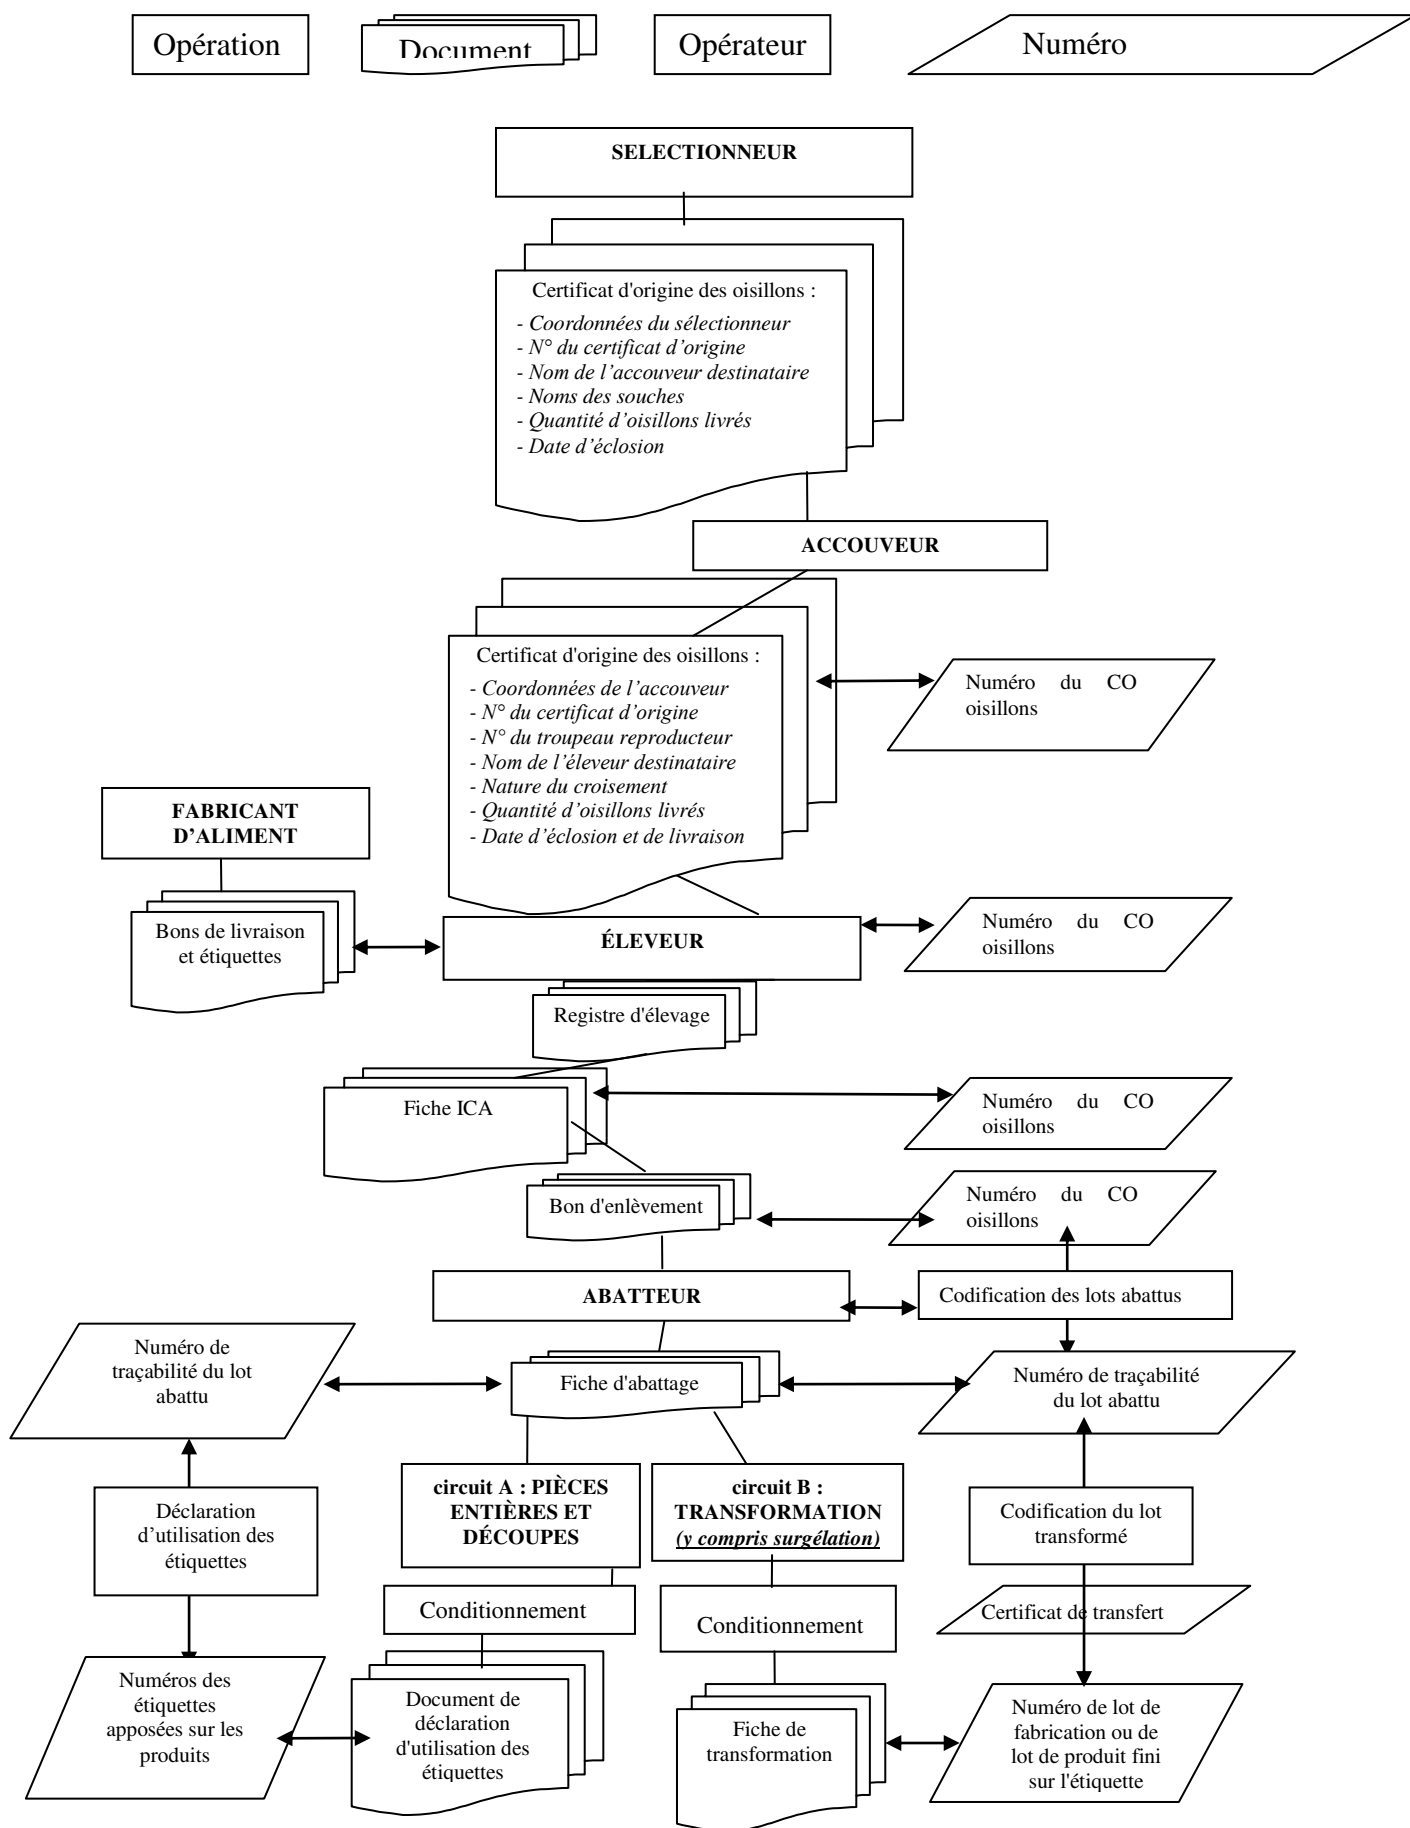 Opération
Document
Opérateur
Numéro
SELECTIONNEUR
Certificat d'origine des oisillons :
- Coordonnées du sélectionneur
- N° du certificat d'origine
- Nom de l'accouveur destinataire
- Noms des souches
- Quantité d'oisillons livrés
- Date d'éclosion
ACCOUVEUR
Certificat d'origine des oisillons :
- Coordonnées de l'accouveur
- N° du certificat d'origine
- N° du troupeau reproducteur
- Nom de l'éleveur destinataire
- Nature du croisement
- Quantité d'oisillons livrés
- Date d'éclosion et de livraison
Numéro du CO
oisillons
FABRICANT
D'ALIMENT
Bons de livraison
et étiquettes
ÉLEVEUR
Numéro du CO
oisillons
Registre d'élevage
Fiche ICA
Numéro du CO
oisillons
Bon d'enlèvement
Numéro du CO
oisillons
ABATTEUR
Codification des lots abattus
Numéro de
traçabilité du lot
abattu
Fiche d'abattage
Numéro de traçabilité
du lot abattu
Déclaration
d'utilisation des
étiquettes
circuit A : PIÈCES
ENTIÈRES ET
DÉCOUPES
circuit B :
TRANSFORMATION
(y compris surgélation)
Codification du lot
transformé
Conditionnement
Conditionnement
Certificat de transfert
Numéros des
étiquettes
apposées sur les
produits
Document de
déclaration
d'utilisation des
étiquettes
Fiche de
transformation
Numéro de lot de
fabrication ou de
lot de produit fini
sur l'étiquette